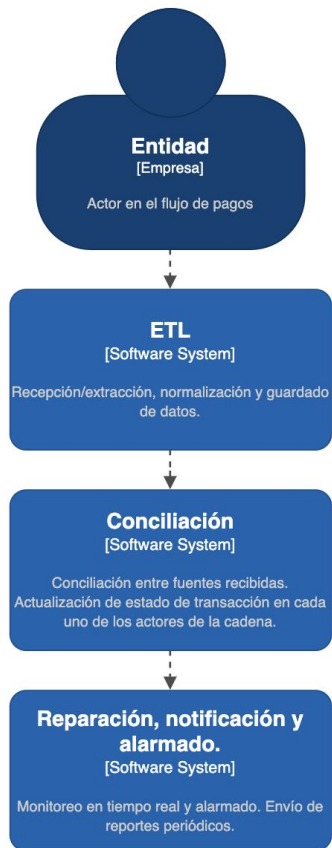 Entidad
[Empresa]
Actor en el flujo de pagos
ETL
[Software System]
Recepción/extracción, normalización y guardado
de datos.
Conciliación
[Software System]
Conciliación entre fuentes recibidas.
Actualización de estado de transacción en cada
uno de los actores de la cadena.
Reparación, notificación y
alarmado.
[Software System]
Monitoreo en tiempo real y alarmado. Envío de
reportes periódicos.